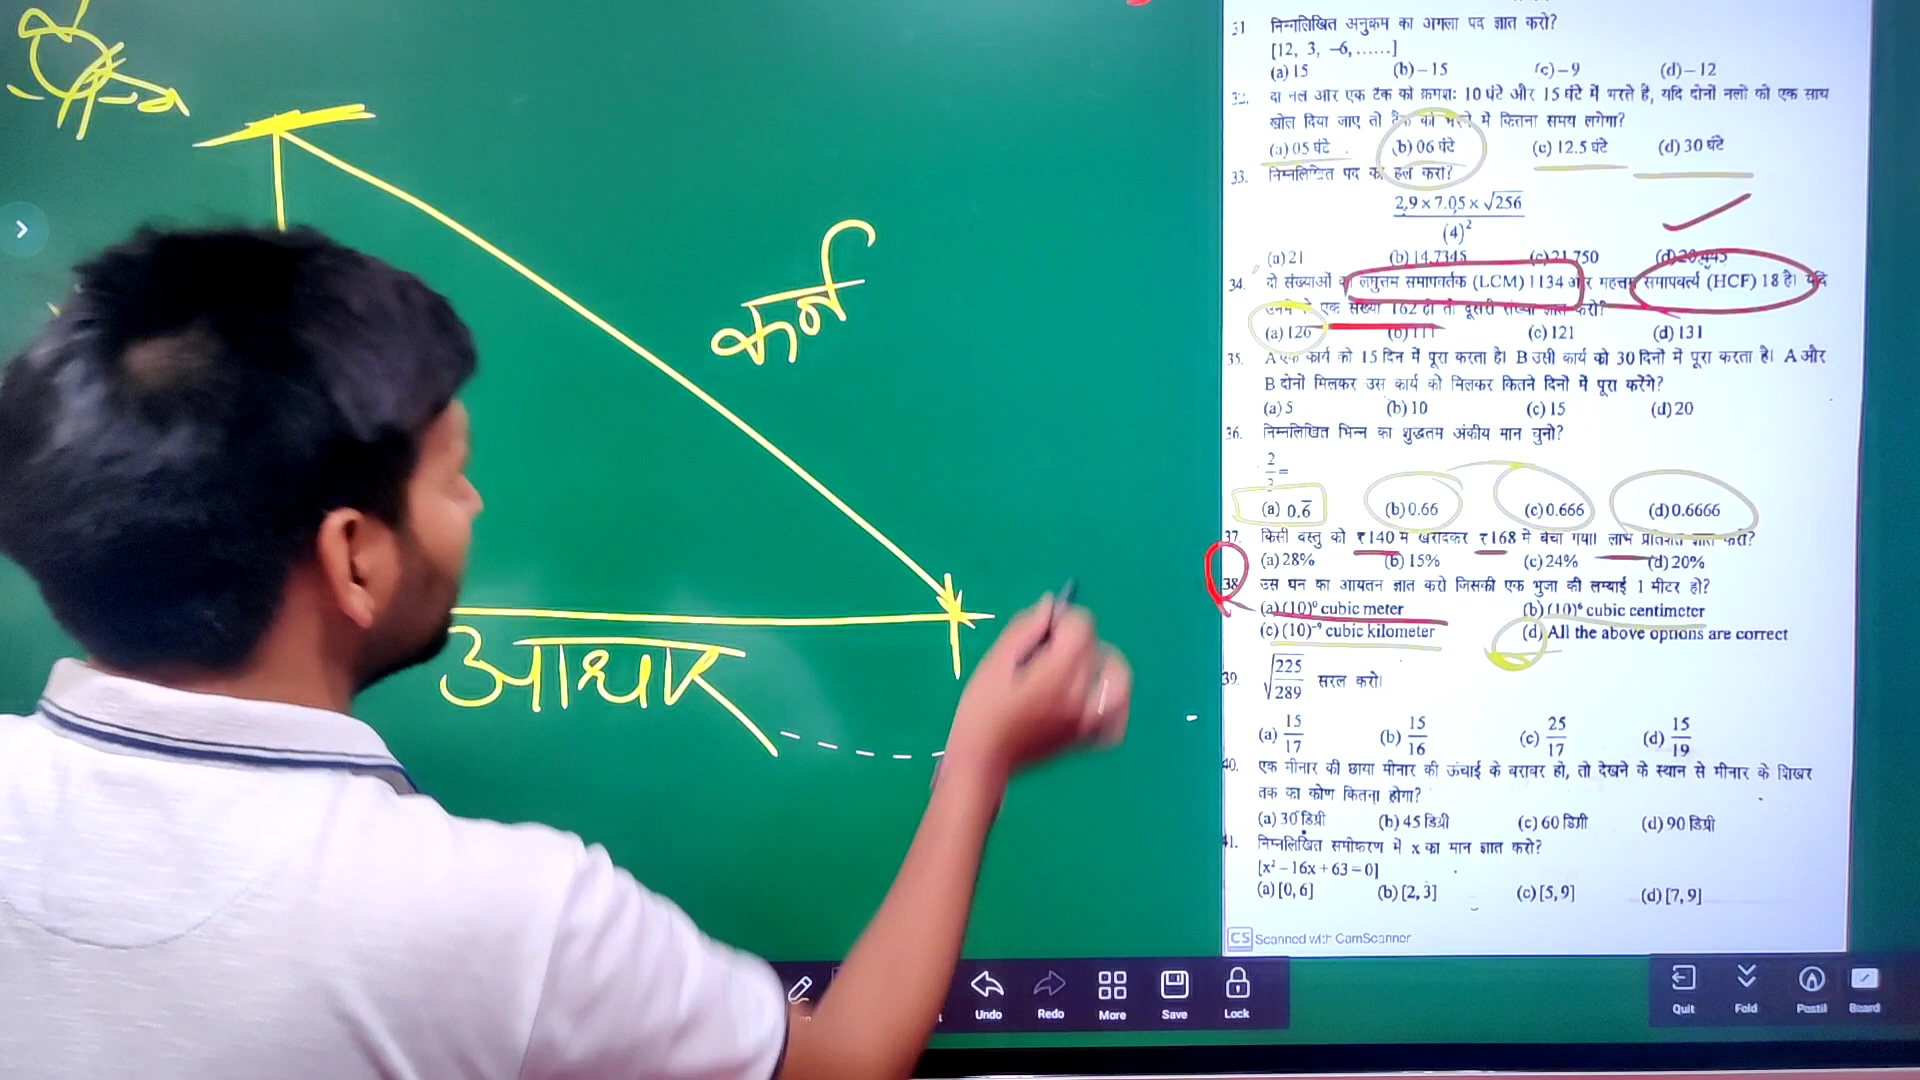 कर्न
आधार
31 निम्नलिखित अनुक्रम का अगला पद ज्ञात करो?
[12, 3, –6,......]
(a) 15 (b) – 15 (c) – 9 (d) – 12
32. दो नल और एक टैंक को क्रमशः 10 घंटे और 15 घंटे में भरते हैं, यदि दोनों नलों को एक साथ
खोल दिया जाए तो टैंक को भरने में कितना समय लगेगा?
(a) 05 घंटे (b) 06 घंटे (c) 12.5 घंटे (d) 30 घंटे
33. निम्नलिखित पद को हल करो?
2.9 × 7.05 × √256
(4)²
(a) 21 (b) 14.7345 (c) 21.750 (d) 20.445
34. दो संख्याओं का लघुत्तम समापवर्तक (LCM) 1134 और महत्तम समापवर्त्य (HCF) 18 है। यदि
उनमें से एक संख्या 162 हो तो दूसरी संख्या ज्ञात करो?
(a) 126 (b) 111 (c) 121 (d) 131
35. A एक कार्य को 15 दिन में पूरा करता है। B उसी कार्य को 30 दिनों में पूरा करता है। A और
B दोनों मिलकर उस कार्य को मिलकर कितने दिनों में पूरा करेंगे?
(a) 5 (b) 10 (c) 15 (d) 20
36. निम्नलिखित भिन्न का शुद्धतम अंकीय मान चुनो?
2
3 =
(a) 0.6̅ (b) 0.66 (c) 0.666 (d) 0.6666
37. किसी वस्तु को ₹140 में खरीदकर ₹168 में बेचा गया। लाभ प्रतिशत ज्ञात करो?
(a) 28% (b) 15% (c) 24% (d) 20%
38 उस घन का आयतन ज्ञात करो जिसकी एक भुजा की लम्बाई 1 मीटर हो?
(a) (10)⁰ cubic meter (b) (10)⁶ cubic centimeter
(c) (10)⁻⁹ cubic kilometer (d) All the above options are correct
39. √225/289 सरल करो।
(a) 15/17 (b) 15/16 (c) 25/17 (d) 15/19
40. एक मीनार की छाया मीनार की ऊंचाई के बराबर हो, तो देखने के स्थान से मीनार के शिखर
तक का कोण कितना होगा?
(a) 30 डिग्री (b) 45 डिग्री (c) 60 डिग्री (d) 90 डिग्री
41. निम्नलिखित समीकरण में x का मान ज्ञात करो?
[x² – 16x + 63 = 0]
(a) [0, 6] (b) [2, 3] (c) [5, 9] (d) [7, 9]
CS Scanned with CamScanner
Undo Redo More Save Lock
Quit Fold Postil Board